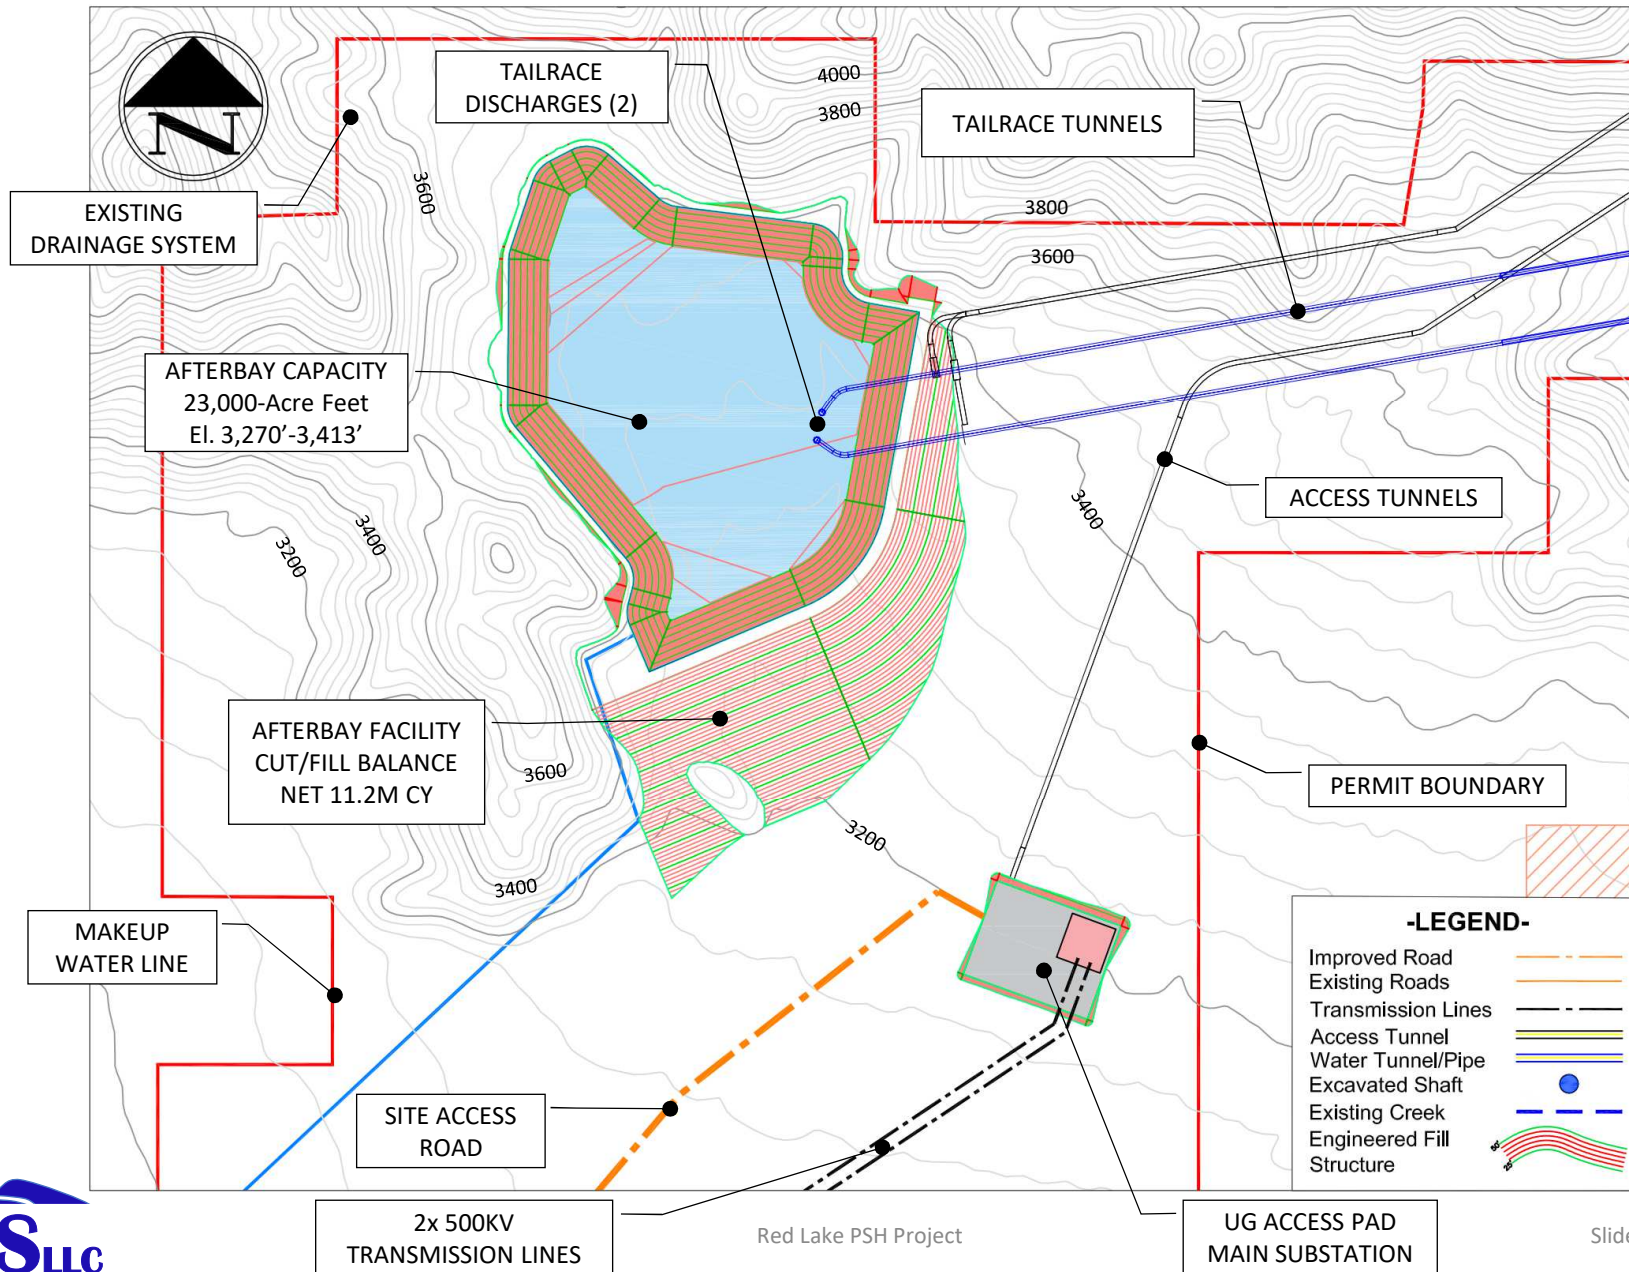 N
TAILRACE
DISCHARGES (2)
4000
3800
TAILRACE TUNNELS
3600
EXISTING
DRAINAGE SYSTEM
3800
3600
AFTERBAY CAPACITY
23,000-Acre Feet
El. 3,270’-3,413’
ACCESS TUNNELS
3400
3400
3200
AFTERBAY FACILITY
CUT/FILL BALANCE
NET 11.2M CY
3600
PERMIT BOUNDARY
3200
3400
MAKEUP
WATER LINE
-LEGEND-
Improved Road
Existing Roads
Transmission Lines
Access Tunnel
Water Tunnel/Pipe
Excavated Shaft
Existing Creek
Engineered Fill
Structure
50'
25'
SITE ACCESS
ROAD
2x 500KV
TRANSMISSION LINES
UG ACCESS PAD
MAIN SUBSTATION
SLLC
Red Lake PSH Project
Slide